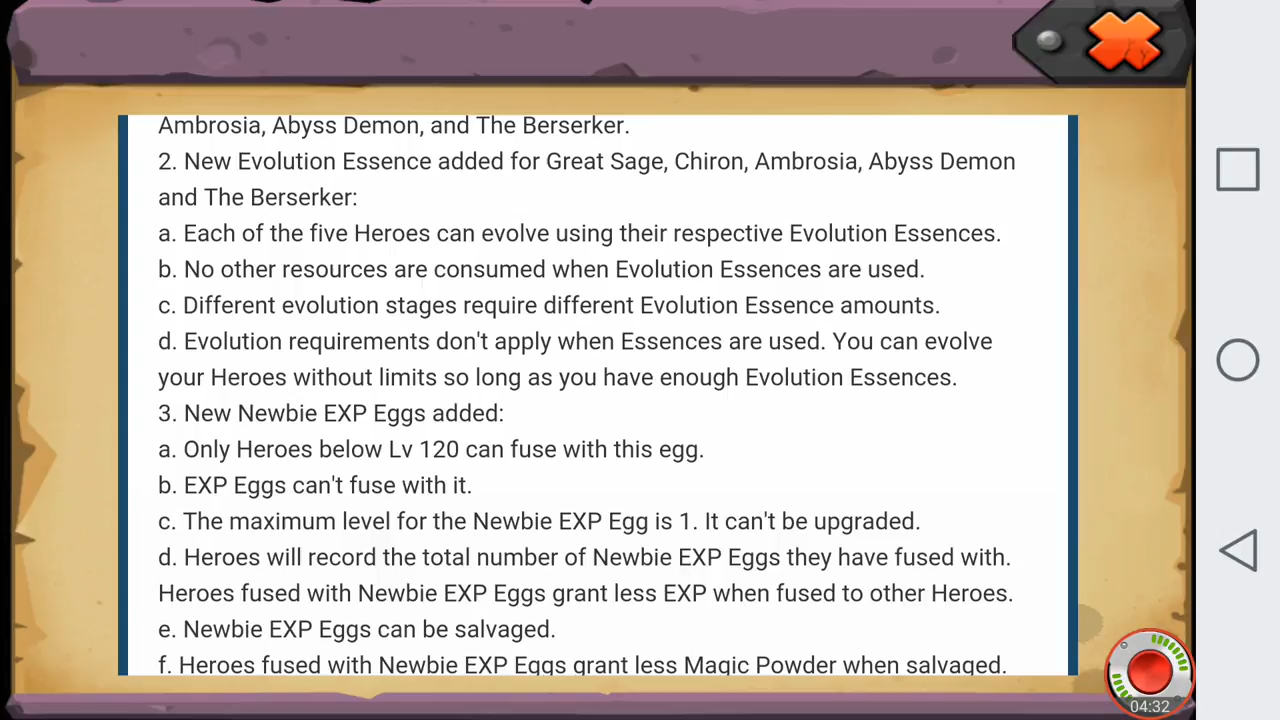 Ambrosia, Abyss Demon, and The Berserker.
2. New Evolution Essence added for Great Sage, Chiron, Ambrosia, Abyss Demon
and The Berserker:
a. Each of the five Heroes can evolve using their respective Evolution Essences.
b. No other resources are consumed when Evolution Essences are used.
c. Different evolution stages require different Evolution Essence amounts.
d. Evolution requirements don't apply when Essences are used. You can evolve
your Heroes without limits so long as you have enough Evolution Essences.
3. New Newbie EXP Eggs added:
a. Only Heroes below Lv 120 can fuse with this egg.
b. EXP Eggs can't fuse with it.
c. The maximum level for the Newbie EXP Egg is 1. It can't be upgraded.
d. Heroes will record the total number of Newbie EXP Eggs they have fused with.
Heroes fused with Newbie EXP Eggs grant less EXP when fused to other Heroes.
e. Newbie EXP Eggs can be salvaged.
f. Heroes fused with Newbie EXP Eggs grant less Magic Powder when salvaged.
04:32